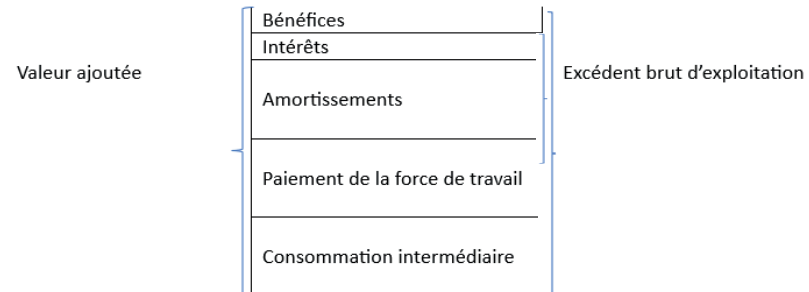 Bénéfices
Intérêts
Valeur ajoutée
Excédent brut d’exploitation
Amortissements
Paiement de la force de travail
Consommation intermédiaire